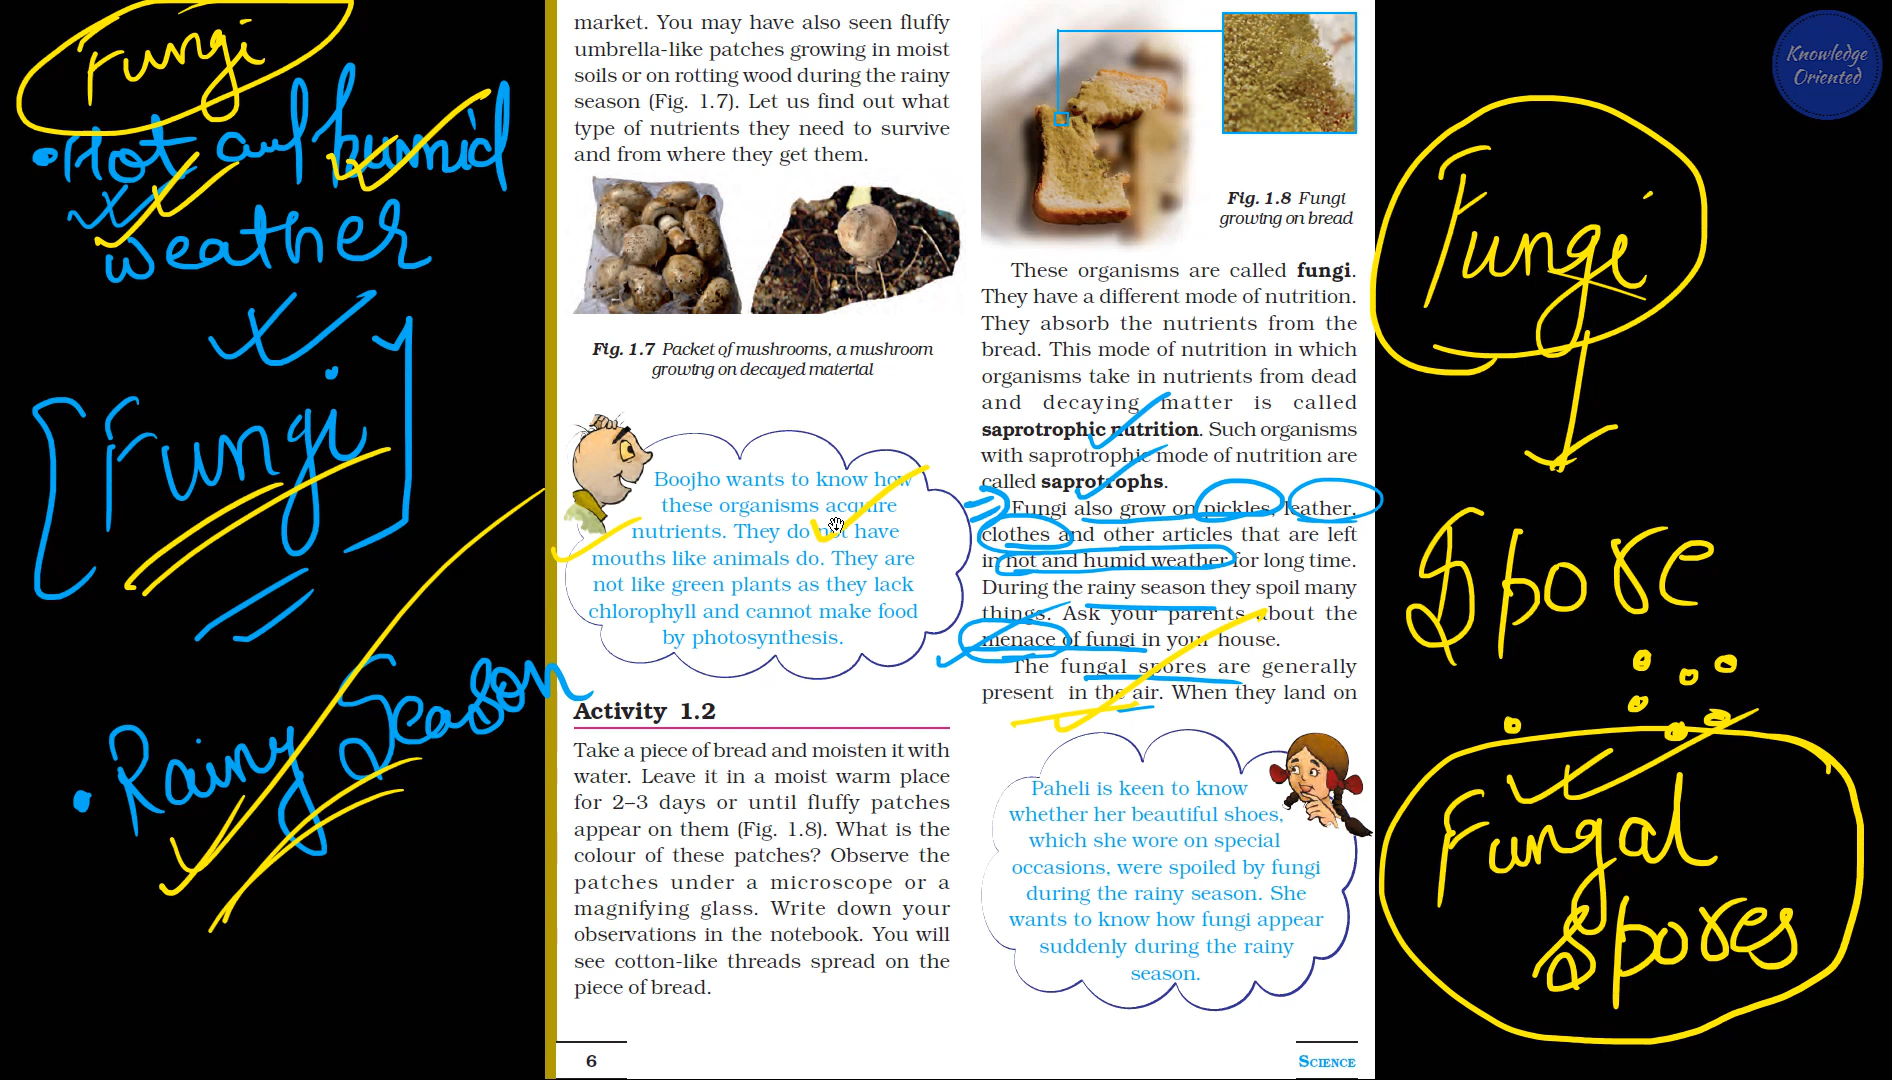 Fungi
•Hot and humid
weather
[Fungi]
• Rainy Season
market. You may have also seen fluffy
umbrella-like patches growing in moist
soils or on rotting wood during the rainy
season (Fig. 1.7). Let us find out what
type of nutrients they need to survive
and from where they get them.
Fig. 1.7 Packet of mushrooms, a mushroom
growing on decayed material
Boojho wants to know how
these organisms acquire
nutrients. They do not have
mouths like animals do. They are
not like green plants as they lack
chlorophyll and cannot make food
by photosynthesis.
Activity 1.2
Take a piece of bread and moisten it with
water. Leave it in a moist warm place
for 2–3 days or until fluffy patches
appear on them (Fig. 1.8). What is the
colour of these patches? Observe the
patches under a microscope or a
magnifying glass. Write down your
observations in the notebook. You will
see cotton-like threads spread on the
piece of bread.
6
Fig. 1.8 Fungi
growing on bread
These organisms are called fungi.
They have a different mode of nutrition.
They absorb the nutrients from the
bread. This mode of nutrition in which
organisms take in nutrients from dead
and decaying matter is called
saprotrophic nutrition. Such organisms
with saprotrophic mode of nutrition are
called saprotrophs.
Fungi also grow on pickles, leather,
clothes and other articles that are left
in hot and humid weather for long time.
During the rainy season they spoil many
things. Ask your parents about the
menace of fungi in your house.
The fungal spores are generally
present in the air. When they land on
Paheli is keen to know
whether her beautiful shoes,
which she wore on special
occasions, were spoiled by fungi
during the rainy season. She
wants to know how fungi appear
suddenly during the rainy
season.
SCIENCE
Knowledge
Oriented
Fungi
Spore
Fungal
Spores